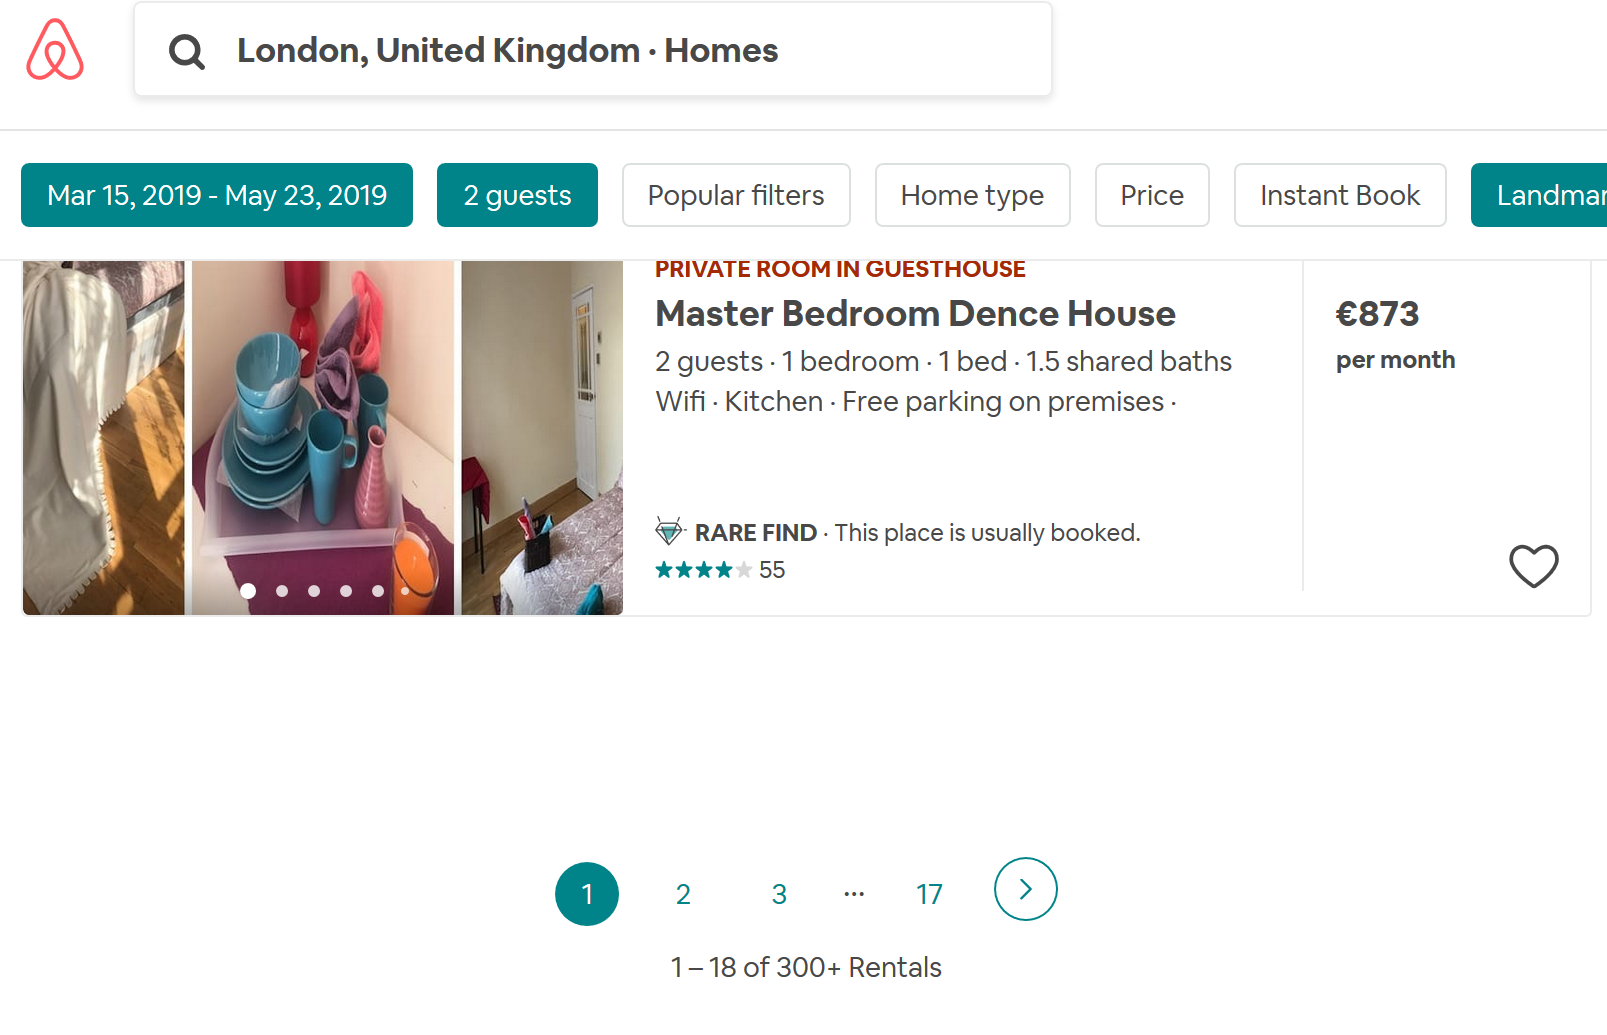 London, United Kingdom · Homes
Mar 15, 2019 - May 23, 2019
2 guests
Popular filters
Home type
Price
Instant Book
Landmar
PRIVATE ROOM IN GUESTHOUSE
Master Bedroom Dence House
2 guests · 1 bedroom · 1 bed · 1.5 shared baths
Wifi · Kitchen · Free parking on premises ·
RARE FIND · This place is usually booked.
55
€873
per month
1 2 3 ··· 17
1 – 18 of 300+ Rentals